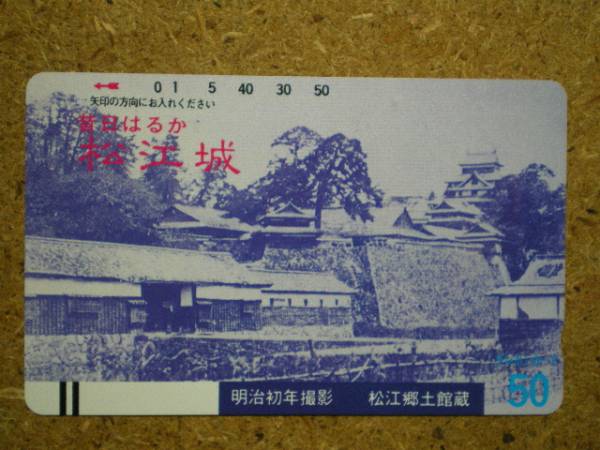 0 1 5 40 30 50
矢印の方向にお入れください
昔日はるか
松江城
50
明治初年撮影 松江郷土館蔵